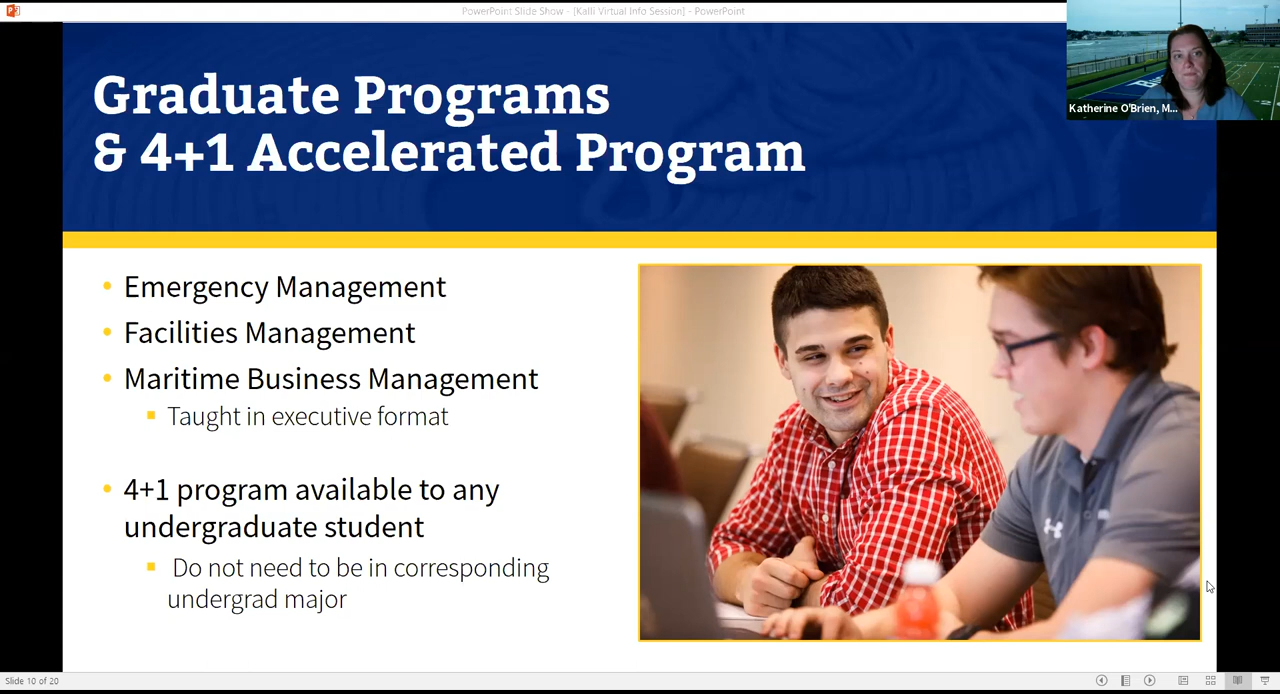 PowerPoint Slide Show - [Kalli Virtual Info Session] - PowerPoint
Katherine O'Brien, M...
Graduate Programs
& 4+1 Accelerated Program
• Emergency Management
• Facilities Management
• Maritime Business Management
▪ Taught in executive format
• 4+1 program available to any
undergraduate student
▪ Do not need to be in corresponding
undergrad major
Slide 10 of 20